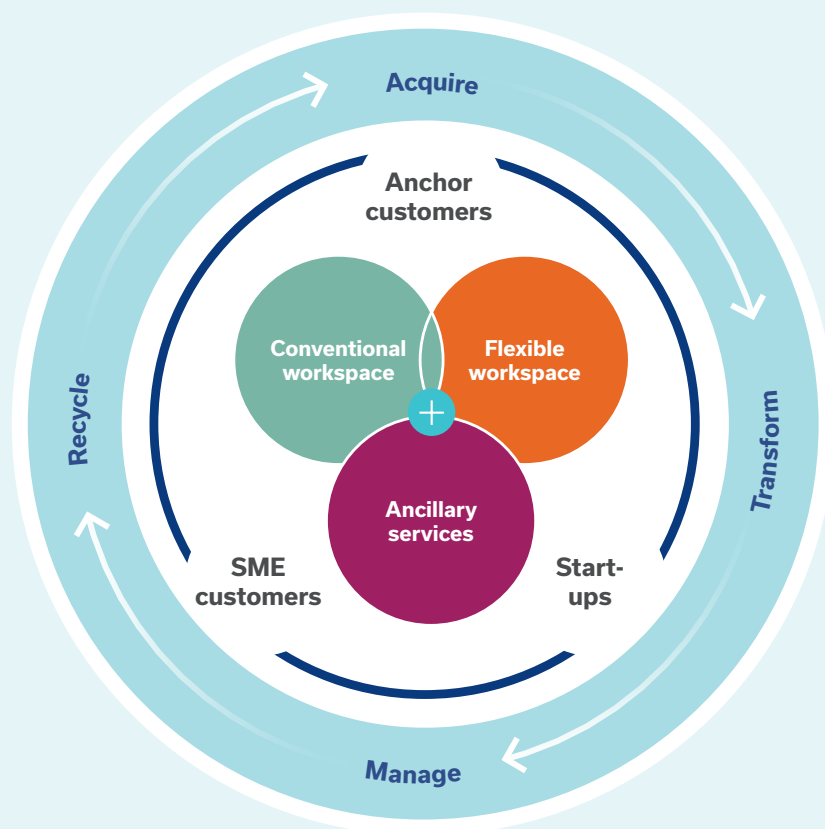 Acquire
Anchor
customers
Conventional
workspace
Flexible
workspace
Recycle
Transform
Ancillary
services
SME
customers
Start-
ups
Manage